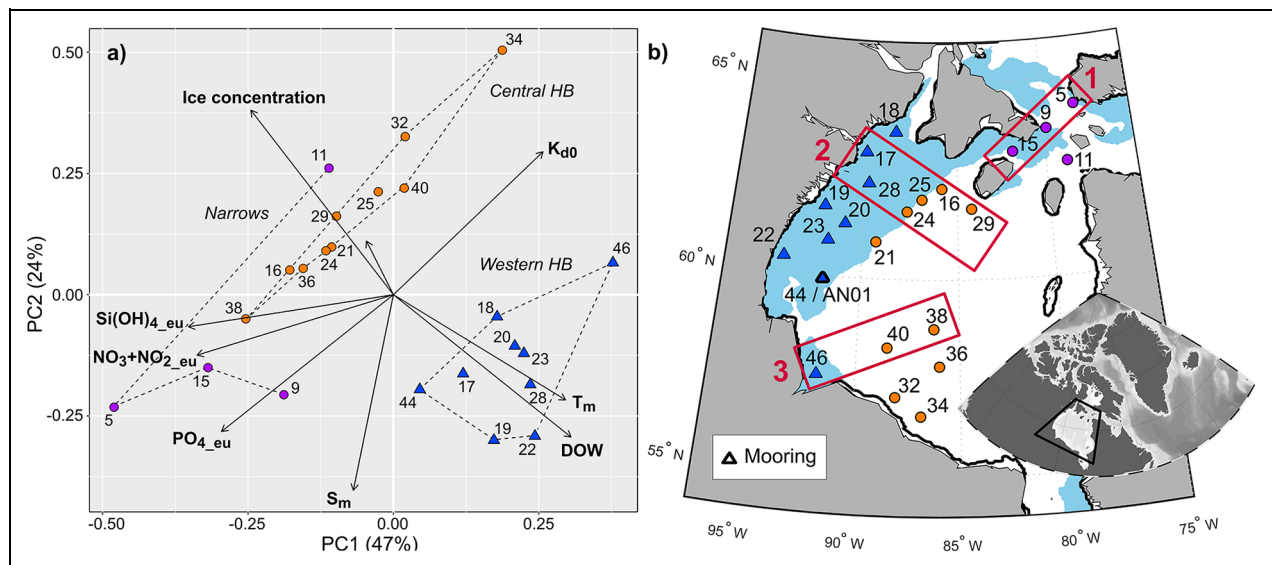 a)
0.50
0.25
0.00
-0.25
-0.50
-0.25
0.00
0.25
PC2 (24%)
PC1 (47%)
34
Ice concentration
Central HB
32
K_d0
11
40
25
Narrows
29
46
21
24
16
36
Western HB
38
18
Si(OH)4_eu
20
23
NO3+NO2_eu
15
17
28
T_m
5
9
44
PO4_eu
19
22
DOW
S_m
b)
65° N
60° N
55° N
1
5
9
15
11
18
2
17
28
25
16
19
20
24
29
23
22
21
44 / AN01
38
40
36
3
46
32
34
Mooring
95° W
90° W
85° W
80° W
75° W